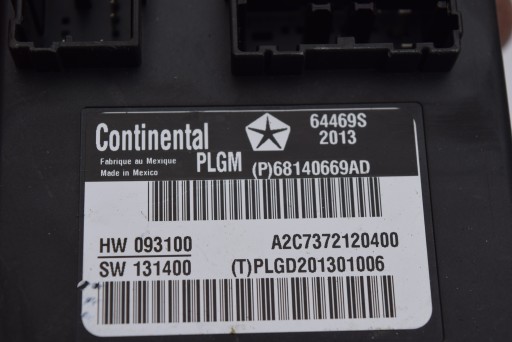 64469S
Continental 2013
Fabrique au Mexique PLGM (P)68140669AD
Made in Mexico
HW 093100 A2C7372120400
SW 131400 (T)PLGD201301006